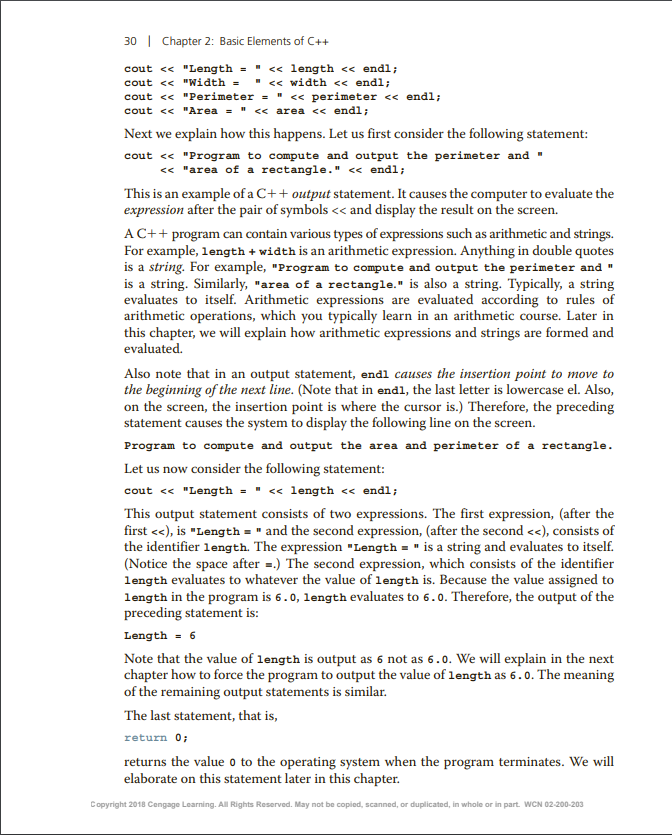 30 | Chapter 2: Basic Elements of C++
cout << "Length = " << length << endl;
cout << "Width =  " << width << endl;
cout << "Perimeter = " << perimeter << endl;
cout << "Area = " << area << endl;
Next we explain how this happens. Let us first consider the following statement:
cout << "Program to compute and output the perimeter and "
     << "area of a rectangle." << endl;
This is an example of a C++ output statement. It causes the computer to evaluate the
expression after the pair of symbols << and display the result on the screen.
A C++ program can contain various types of expressions such as arithmetic and strings.
For example, length + width is an arithmetic expression. Anything in double quotes
is a string. For example, "Program to compute and output the perimeter and "
is a string. Similarly, "area of a rectangle." is also a string. Typically, a string
evaluates to itself. Arithmetic expressions are evaluated according to rules of
arithmetic operations, which you typically learn in an arithmetic course. Later in
this chapter, we will explain how arithmetic expressions and strings are formed and
evaluated.
Also note that in an output statement, endl causes the insertion point to move to
the beginning of the next line. (Note that in endl, the last letter is lowercase el. Also,
on the screen, the insertion point is where the cursor is.) Therefore, the preceding
statement causes the system to display the following line on the screen.
Program to compute and output the area and perimeter of a rectangle.
Let us now consider the following statement:
cout << "Length = " << length << endl;
This output statement consists of two expressions. The first expression, (after the
first <<), is "Length = " and the second expression, (after the second <<), consists of
the identifier length. The expression "Length = " is a string and evaluates to itself.
(Notice the space after =.) The second expression, which consists of the identifier
length evaluates to whatever the value of length is. Because the value assigned to
length in the program is 6.0, length evaluates to 6.0. Therefore, the output of the
preceding statement is:
Length = 6
Note that the value of length is output as 6 not as 6.0. We will explain in the next
chapter how to force the program to output the value of length as 6.0. The meaning
of the remaining output statements is similar.
The last statement, that is,
return 0;
returns the value 0 to the operating system when the program terminates. We will
elaborate on this statement later in this chapter.
Copyright 2018 Cengage Learning. All Rights Reserved. May not be copied, scanned, or duplicated, in whole or in part. WCN 02-200-203